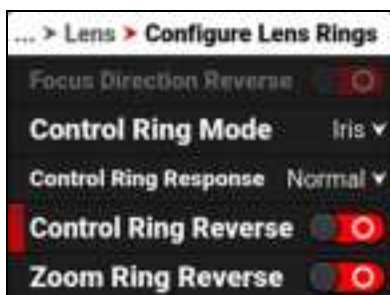 ... > Lens > Configure Lens Rings
Focus Direction Reverse
Control Ring Mode Iris
Control Ring Response Normal
Control Ring Reverse
Zoom Ring Reverse